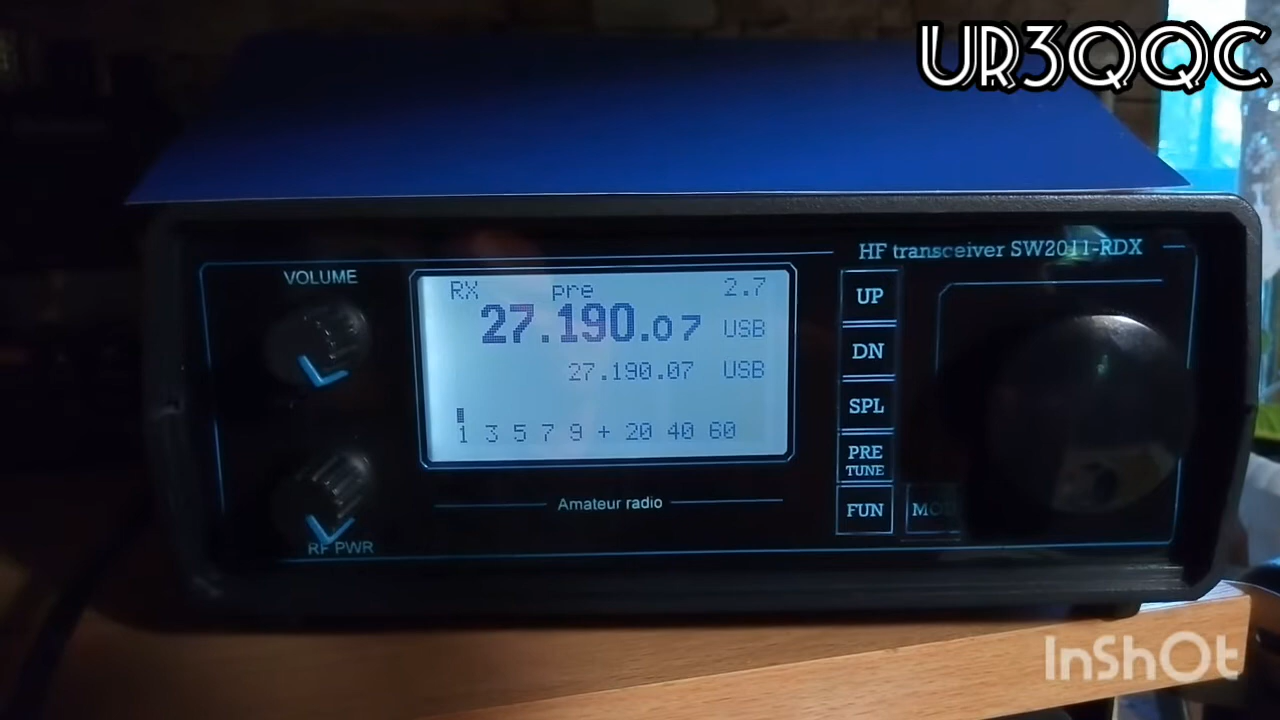 UR3QQC
HF transceiver SW2011-RDX
VOLUME
RX pre 2.7
27.190.07 USB
27.190.07 USB
1 3 5 7 9 + 20 40 60
UP
DN
SPL
PRE
TUNE
FUN
Amateur radio
RF PWR
InShOt